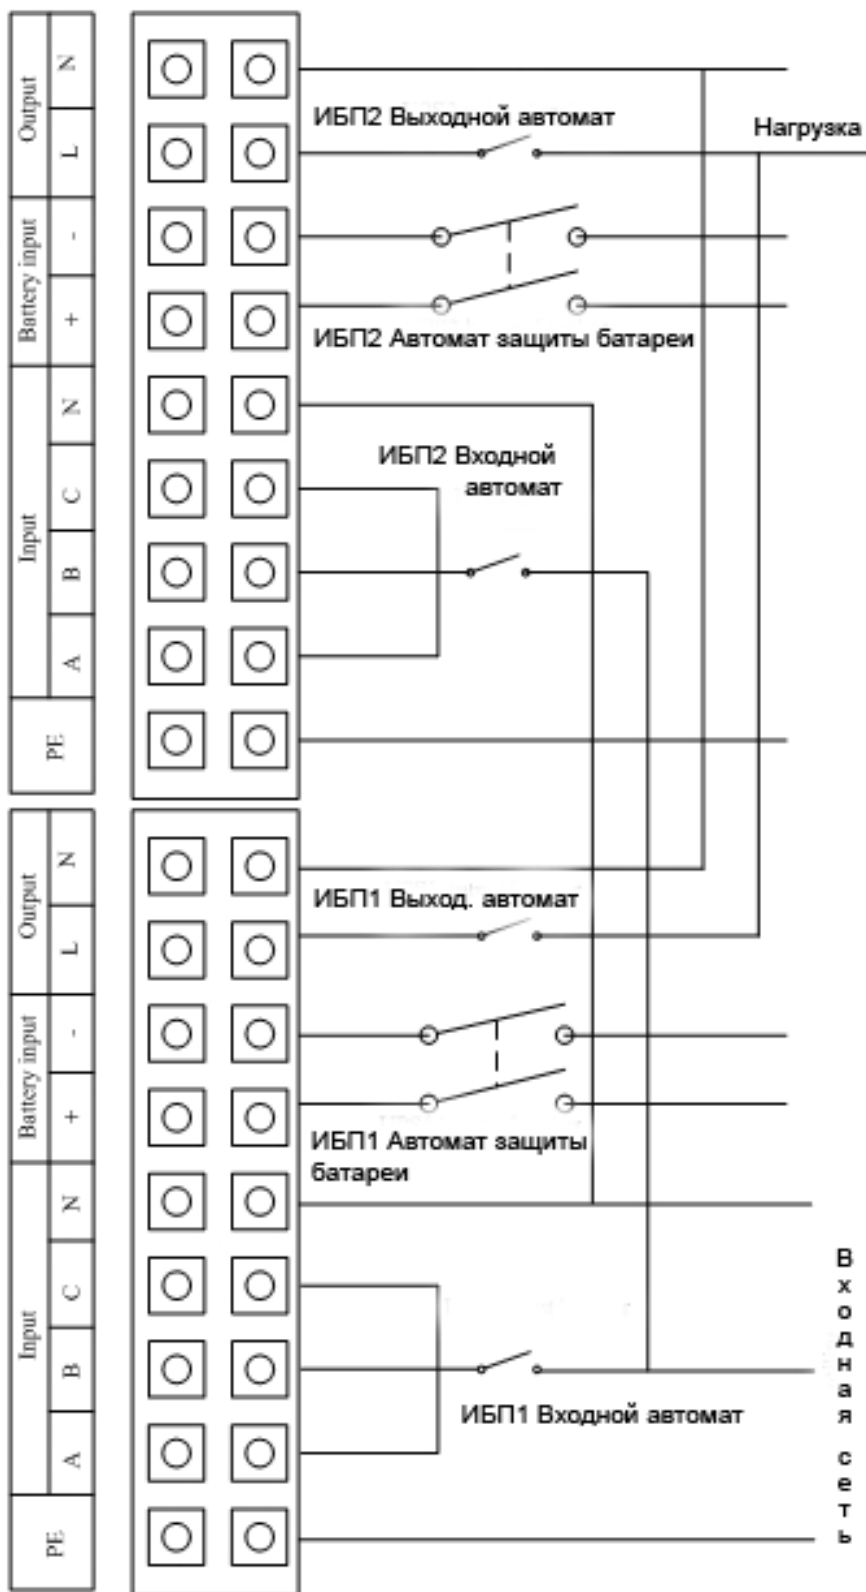 Output
N
L
ИБП2 Выходной автомат
Нагрузка
Battery input
-
+
ИБП2 Автомат защиты батареи
Input
N
C
B
A
ИБП2 Входной
автомат
PE
Output
N
L
ИБП1 Выход. автомат
Battery input
-
+
ИБП1 Автомат защиты
батареи
Input
N
C
B
A
ИБП1 Входной автомат
Входная сеть
PE